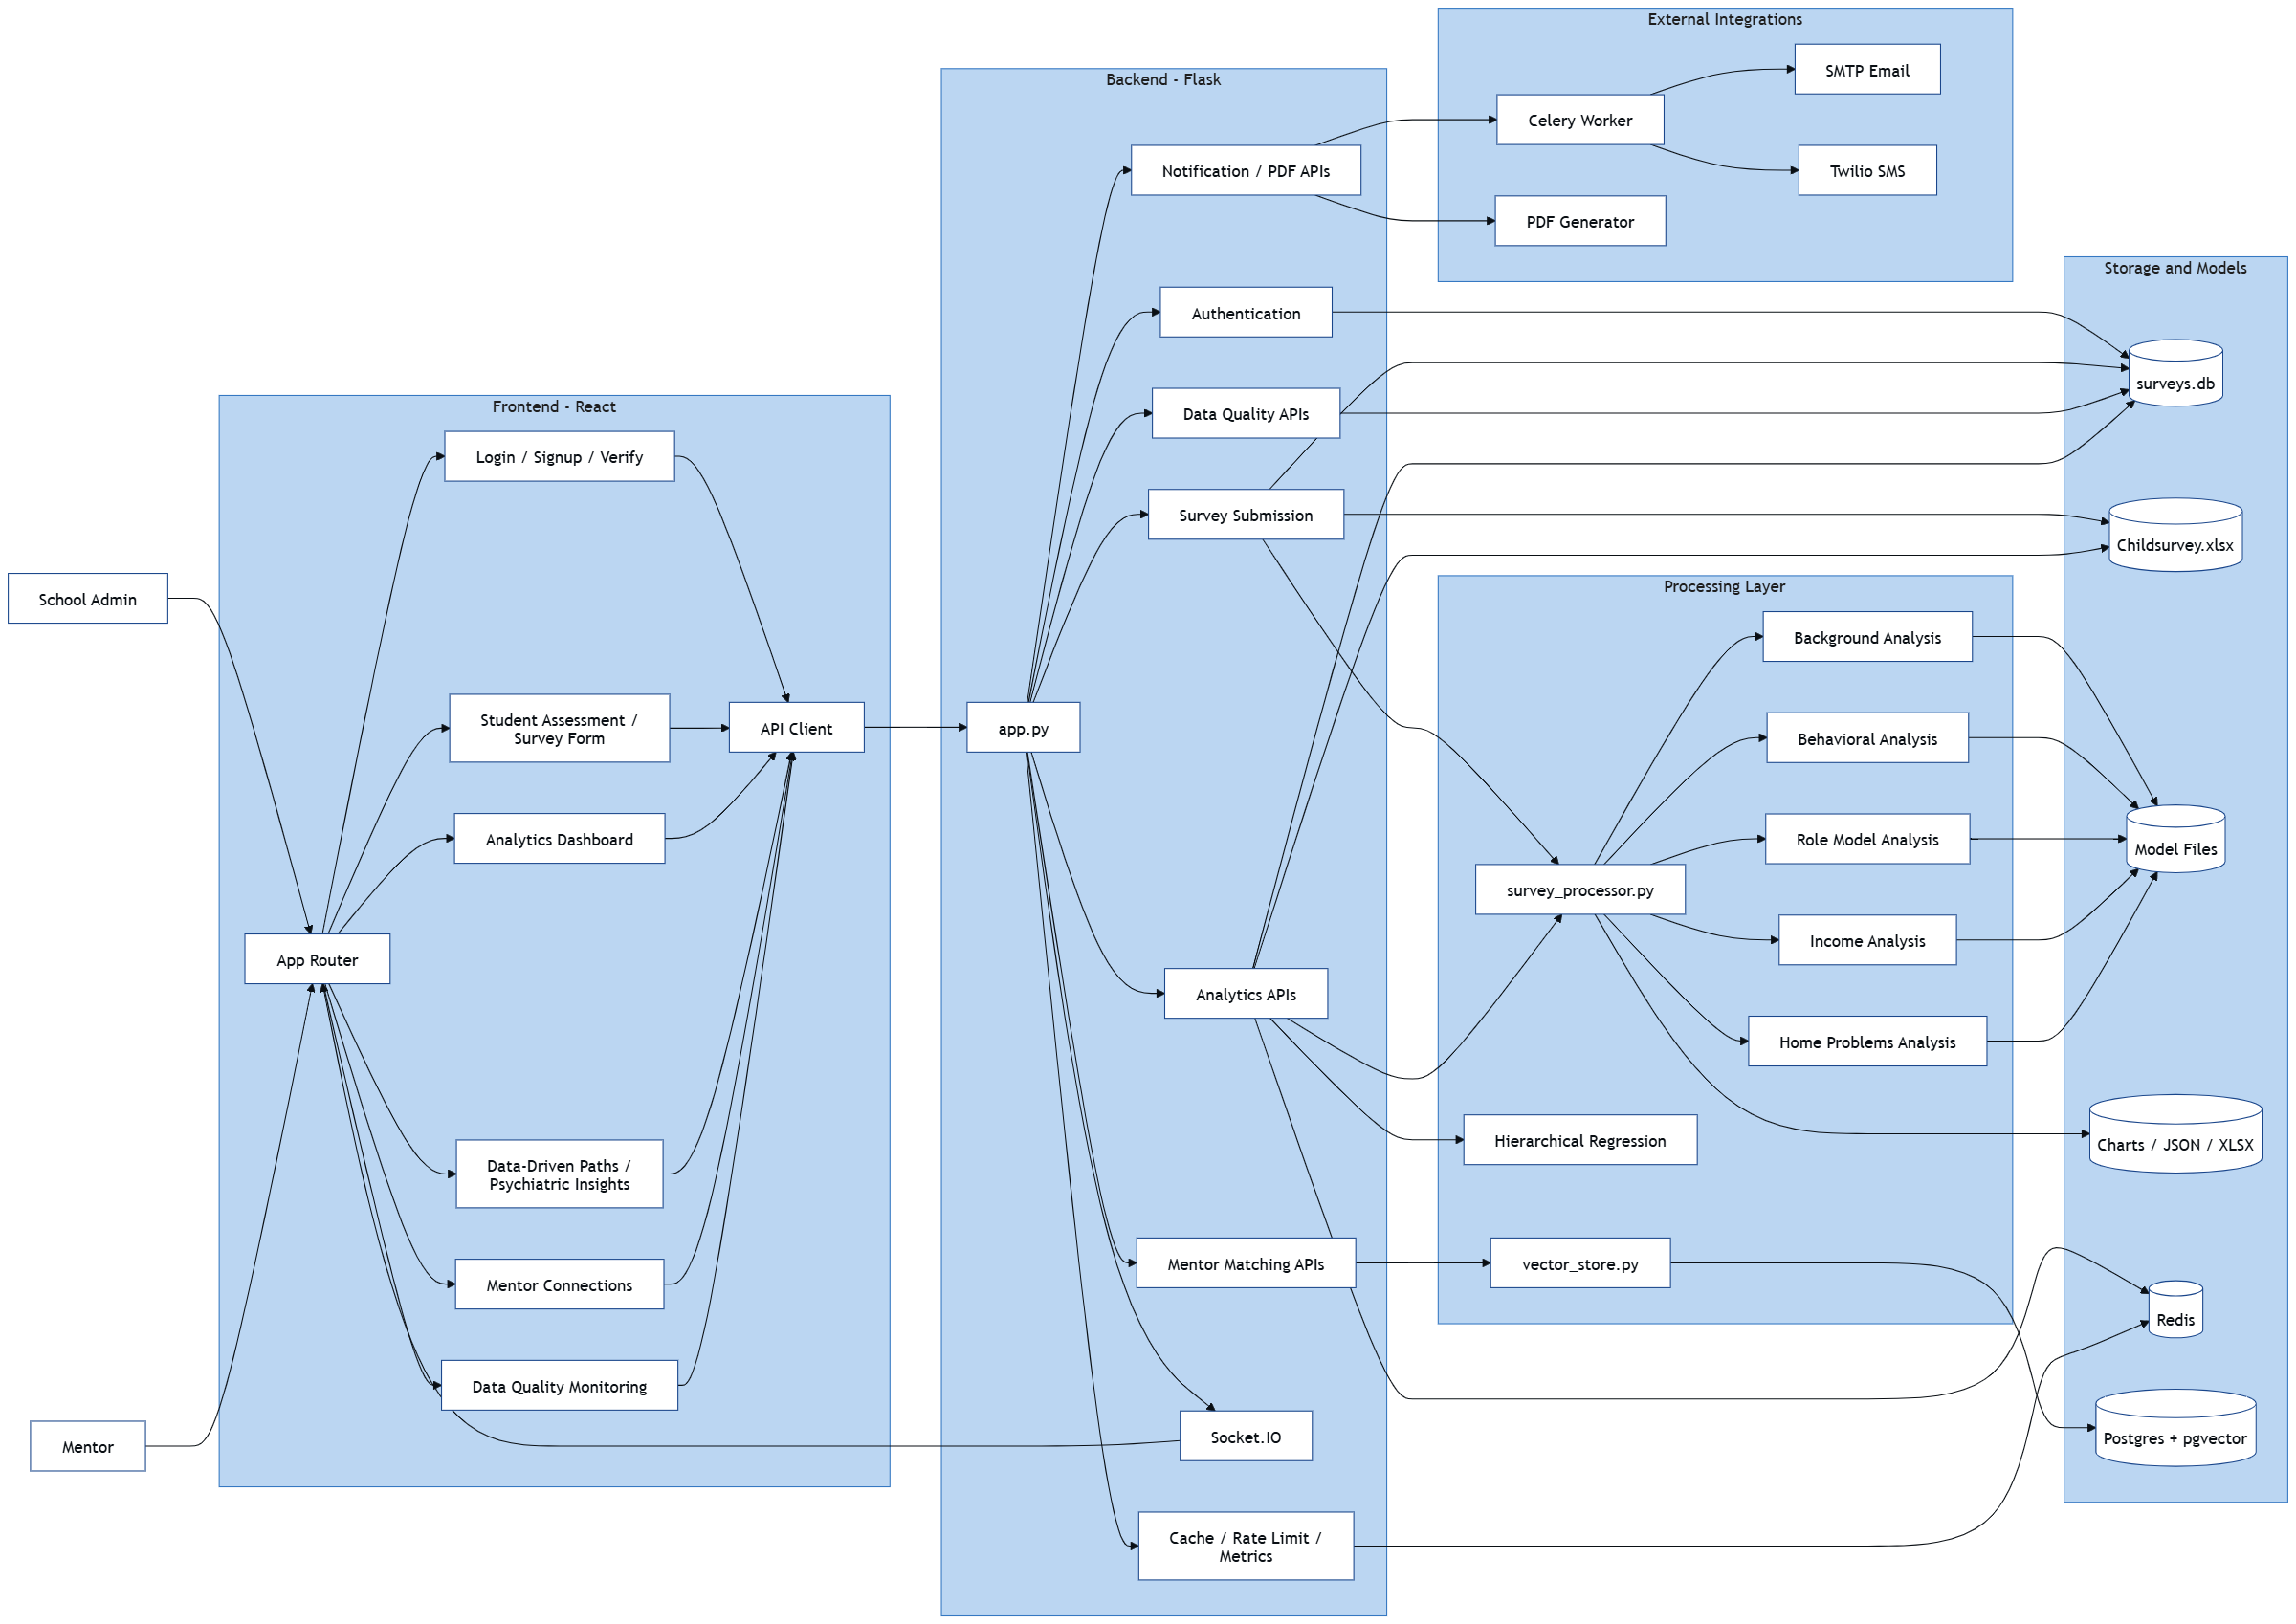 School Admin
Mentor
Frontend - React
Login / Signup / Verify
Student Assessment /
Survey Form
API Client
Analytics Dashboard
App Router
Data-Driven Paths /
Psychiatric Insights
Mentor Connections
Data Quality Monitoring
Backend - Flask
Notification / PDF APIs
Authentication
Data Quality APIs
Survey Submission
app.py
Analytics APIs
Mentor Matching APIs
Socket.IO
Cache / Rate Limit /
Metrics
External Integrations
SMTP Email
Celery Worker
Twilio SMS
PDF Generator
Processing Layer
Background Analysis
Behavioral Analysis
Role Model Analysis
survey_processor.py
Income Analysis
Home Problems Analysis
Hierarchical Regression
vector_store.py
Storage and Models
surveys.db
Childsurvey.xlsx
Model Files
Charts / JSON / XLSX
Redis
Postgres + pgvector